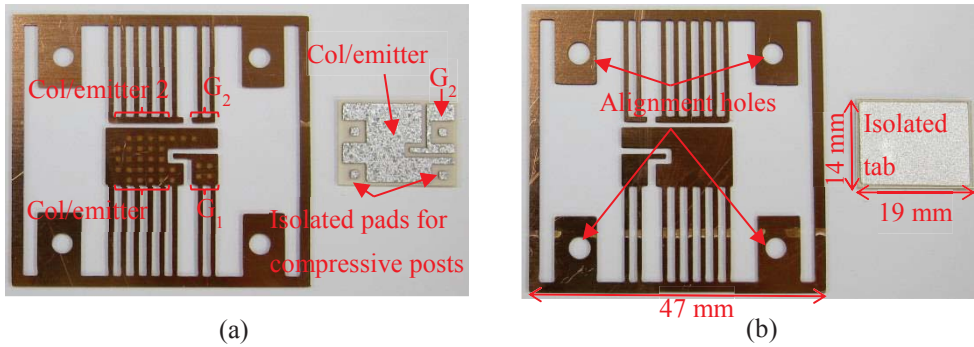 (a)
Col/emitter
G2
Col/emitter 2
G2
Col/emitter
G1
Isolated pads for
compressive posts
(b)
Alignment holes
Isolated
tab
14 mm
19 mm
47 mm
(a)
(b)